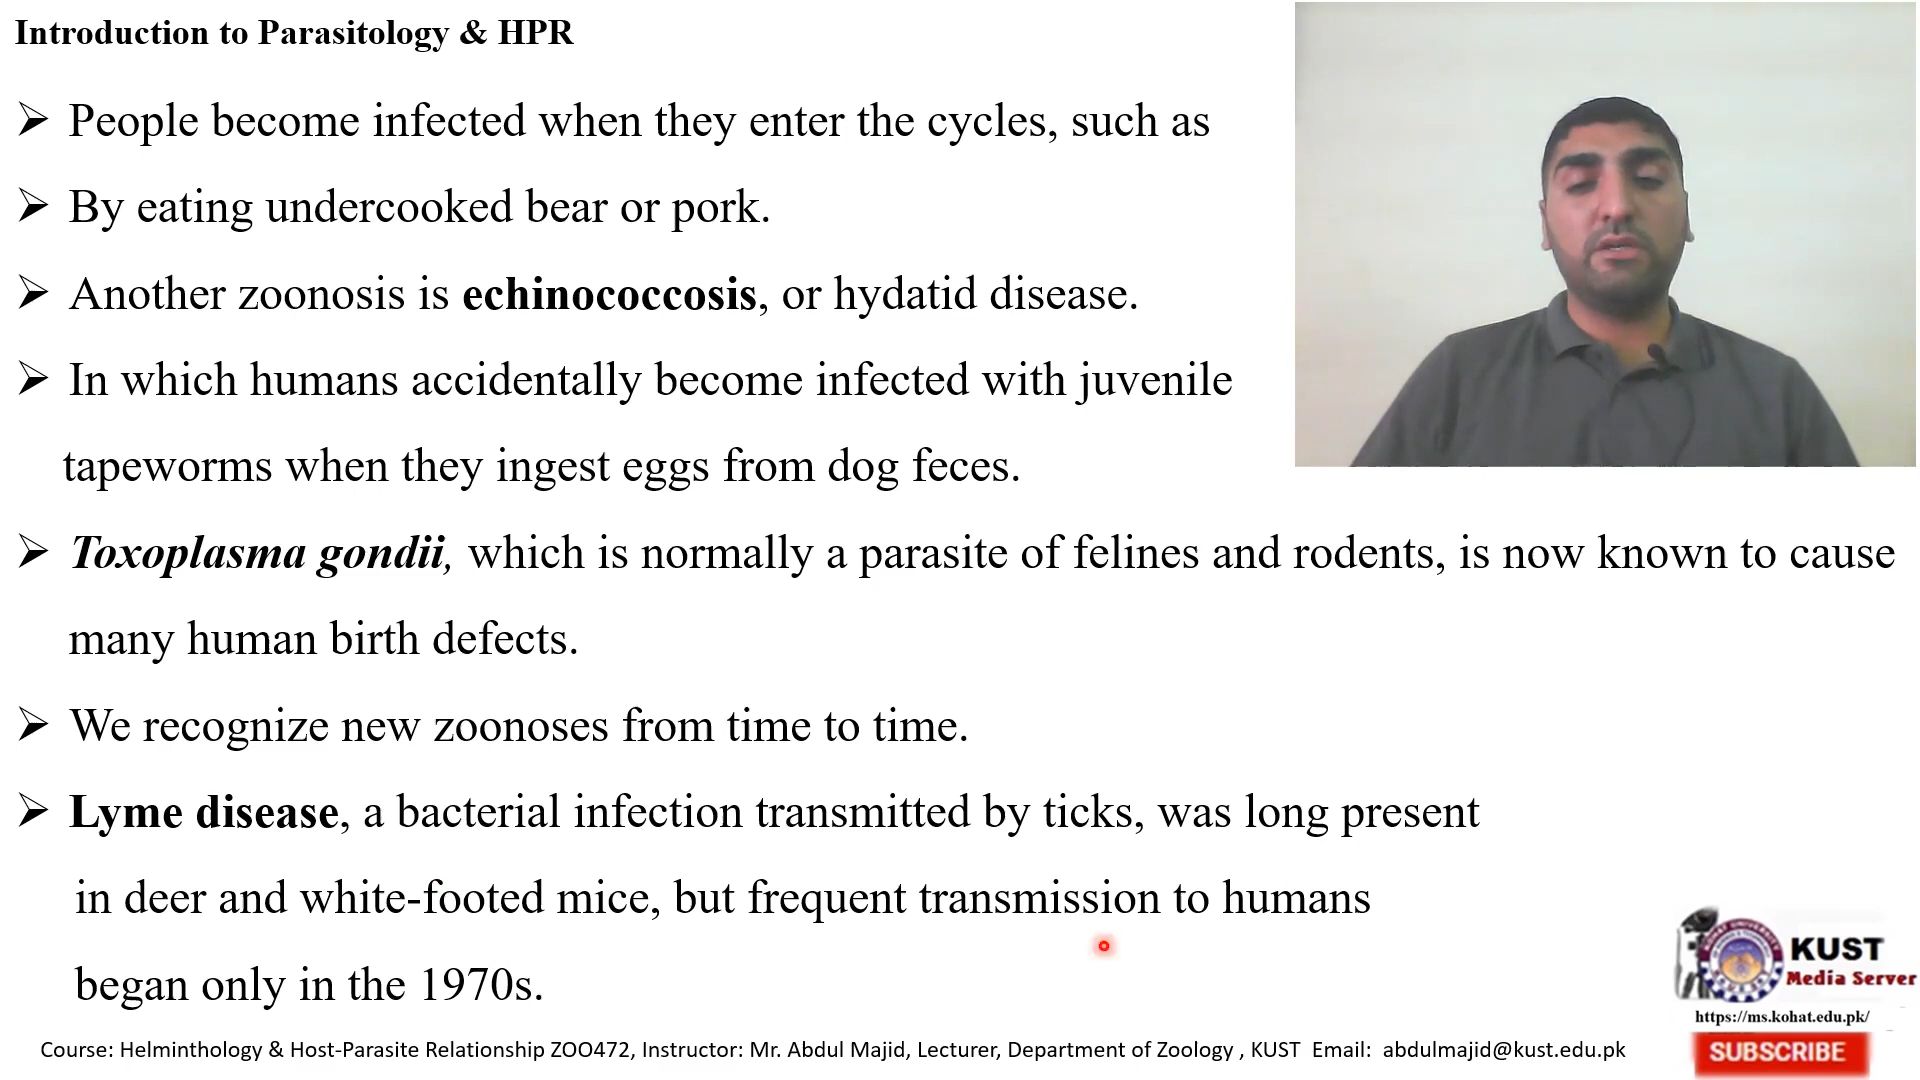 Introduction to Parasitology & HPR
➢ People become infected when they enter the cycles, such as
➢ By eating undercooked bear or pork.
➢ Another zoonosis is echinococcosis, or hydatid disease.
➢ In which humans accidentally become infected with juvenile
tapeworms when they ingest eggs from dog feces.
➢ Toxoplasma gondii, which is normally a parasite of felines and rodents, is now known to cause
many human birth defects.
➢ We recognize new zoonoses from time to time.
➢ Lyme disease, a bacterial infection transmitted by ticks, was long present
in deer and white-footed mice, but frequent transmission to humans
began only in the 1970s.
KUST
Media Server
https://ms.kohat.edu.pk/
SUBSCRIBE
Course: Helminthology & Host-Parasite Relationship ZOO472, Instructor: Mr. Abdul Majid, Lecturer, Department of Zoology , KUST Email: abdulmajid@kust.edu.pk